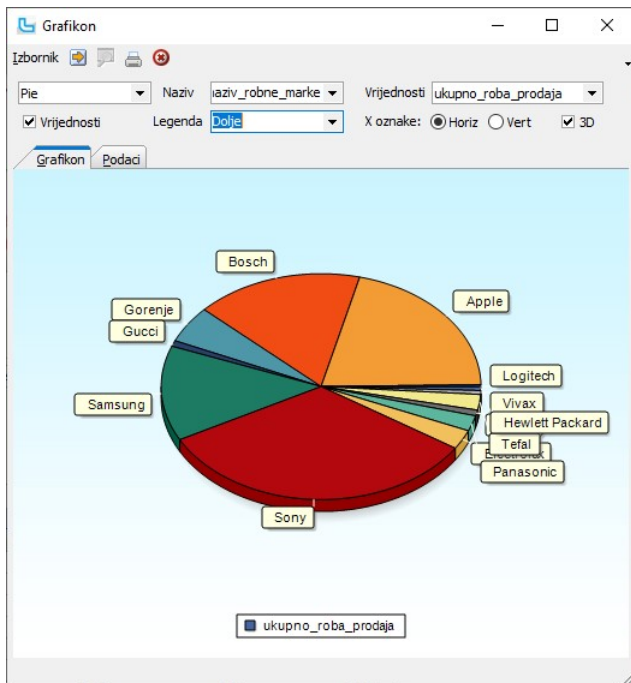 Grafikon
Izbornik
Pie Naziv naziv_robne_marke Vrijednosti ukupno_roba_prodaja
Vrijednosti Legenda Dolje X oznake: Horiz Vert 3D
Grafikon Podaci
Bosch
Apple
Gorenje
Gucci
Logitech
Samsung
Vivax
Hewlett Packard
Tefal
Panasonic
Sony
ukupno_roba_prodaja